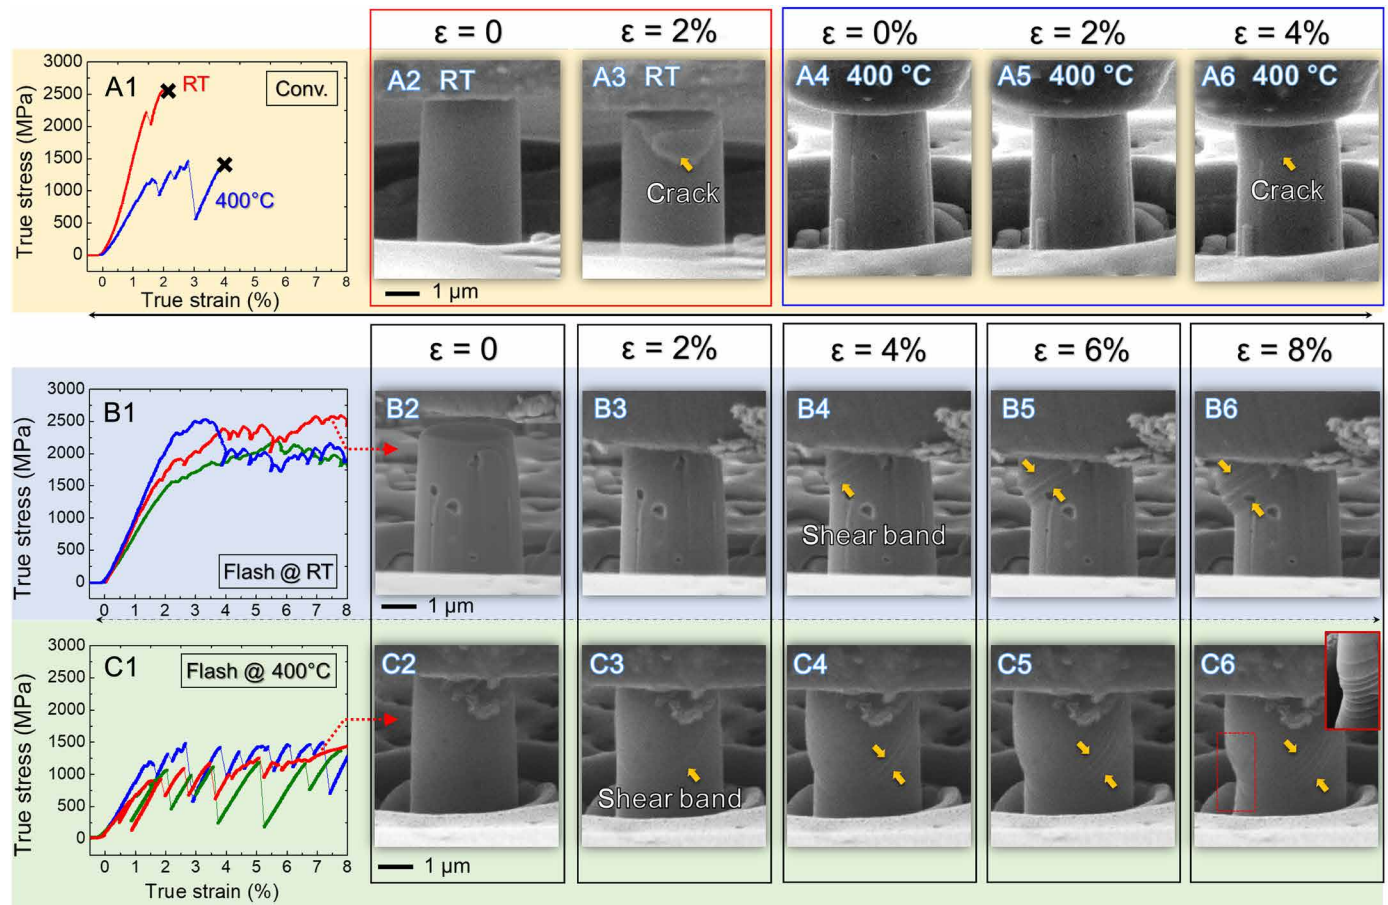 ε = 0
ε = 2%
ε = 0%
ε = 2%
ε = 4%
True stress (MPa)
3000
2500
2000
1500
1000
500
0
A1
RT
Conv.
400°C
0 1 2 3 4 5 6 7 8
True strain (%)
A2 RT
A3 RT
Crack
A4 400 °C
A5 400 °C
A6 400 °C
Crack
1 μm
ε = 0
ε = 2%
ε = 4%
ε = 6%
ε = 8%
True stress (MPa)
3000
2500
2000
1500
1000
500
0
B1
Flash @ RT
0 1 2 3 4 5 6 7 8
B2
B3
B4
Shear band
B5
B6
1 μm
True stress (MPa)
3000
2500
2000
1500
1000
500
0
C1
Flash @ 400°C
0 1 2 3 4 5 6 7 8
True strain (%)
C2
C3
Shear band
C4
C5
C6
1 μm